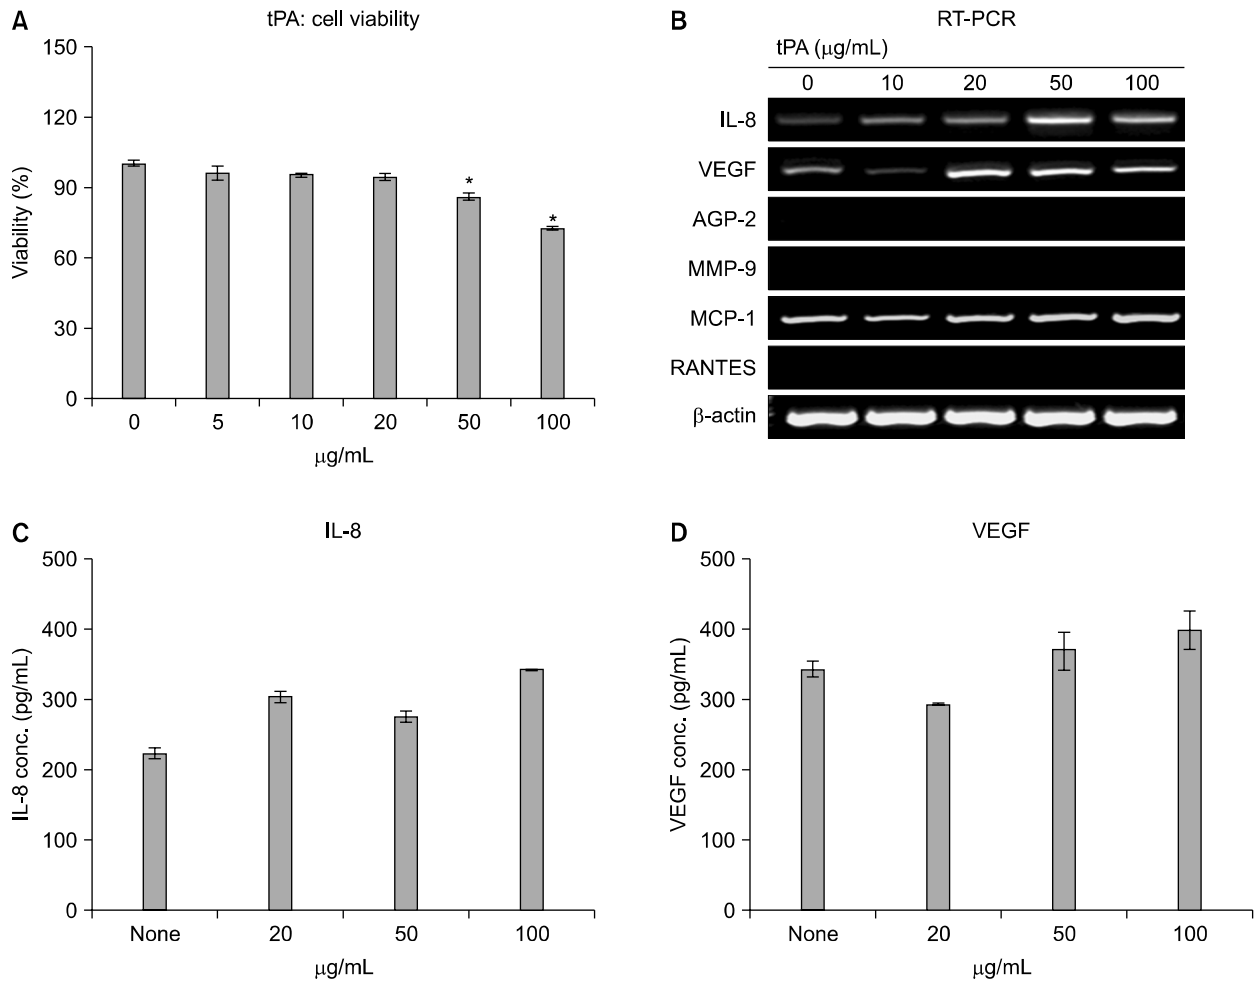 A
tPA: cell viability
150
120
90
60
30
0
Viability (%)
*
*
0 5 10 20 50 100
μg/mL
B
RT-PCR
tPA (μg/mL)
0 10 20 50 100
IL-8
VEGF
AGP-2
MMP-9
MCP-1
RANTES
β-actin
C
IL-8
500
400
300
200
100
0
IL-8 conc. (pg/mL)
None 20 50 100
μg/mL
D
VEGF
500
400
300
200
100
0
VEGF conc. (pg/mL)
None 20 50 100
μg/mL